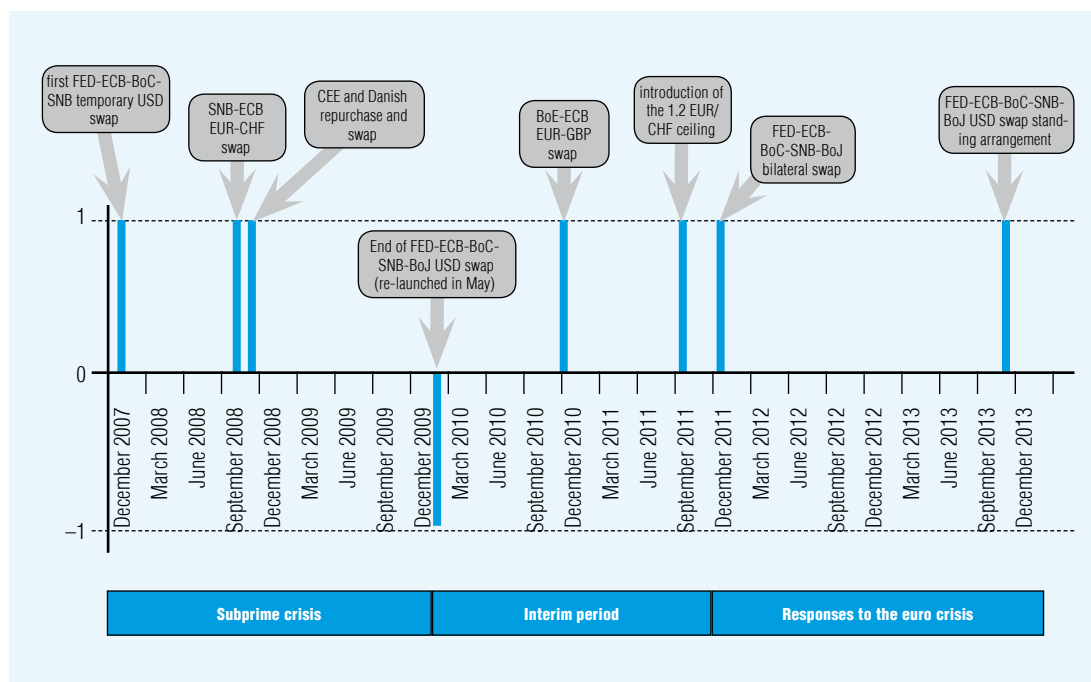 first FED-ECB-BoC-
SNB temporary USD
swap
SNB-ECB
EUR-CHF
swap
CEE and Danish
repurchase and
swap
End of FED-ECB-BoC-
SNB-BoJ USD swap
(re-launched in May)
BoE-ECB
EUR-GBP
swap
introduction of
the 1.2 EUR/
CHF ceiling
FED-ECB-
BoC-SNB-BoJ
bilateral swap
FED-ECB-BoC-SNB-
BoJ USD swap stand-
ing arrangement
1
0
–1
December 2007
March 2008
June 2008
September 2008
December 2008
March 2009
June 2009
September 2009
December 2009
March 2010
June 2010
September 2010
December 2010
March 2011
June 2011
September 2011
December 2011
March 2012
June 2012
September 2012
December 2012
March 2013
June 2013
September 2013
December 2013
Subprime crisis
Interim period
Responses to the euro crisis